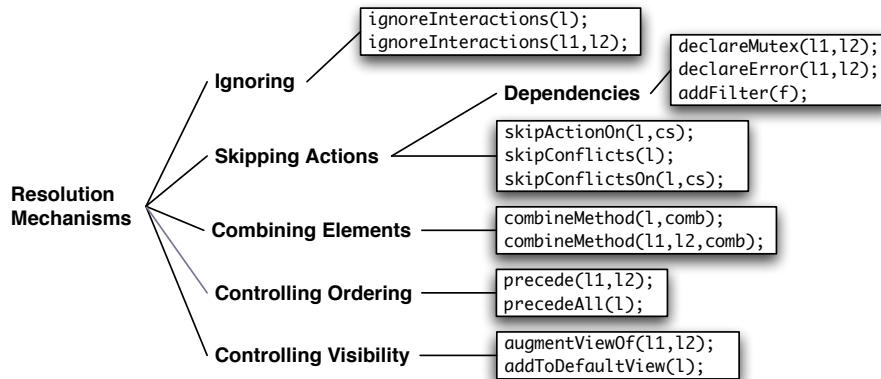 Resolution
Mechanisms
Ignoring
ignoreInteractions(l);
ignoreInteractions(l1,l2);
Skipping Actions
Dependencies
declareMutex(l1,l2);
declareError(l1,l2);
addFilter(f);
skipActionOn(l,cs);
skipConflicts(l);
skipConflictsOn(l,cs);
Combining Elements
combineMethod(l,comb);
combineMethod(l1,l2,comb);
Controlling Ordering
precede(l1,l2);
precedeAll(l);
Controlling Visibility
augmentViewOf(l1,l2);
addToDefaultView(l);